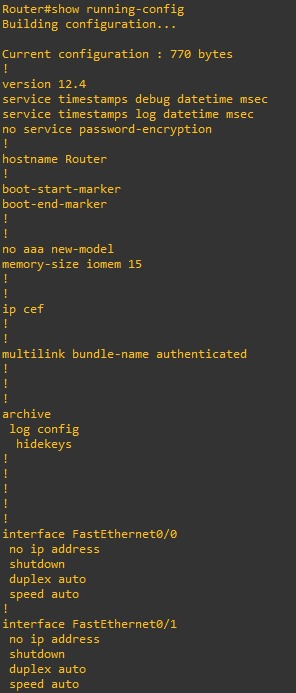 Router#show running-config
Building configuration...

Current configuration : 770 bytes
!
version 12.4
service timestamps debug datetime msec
service timestamps log datetime msec
no service password-encryption
!
hostname Router
!
boot-start-marker
boot-end-marker
!
!
no aaa new-model
memory-size iomem 15
!
!
ip cef
!
!
multilink bundle-name authenticated
!
!
!
archive
 log config
  hidekeys
!
!
!
!
!
interface FastEthernet0/0
 no ip address
 shutdown
 duplex auto
 speed auto
!
interface FastEthernet0/1
 no ip address
 shutdown
 duplex auto
 speed auto